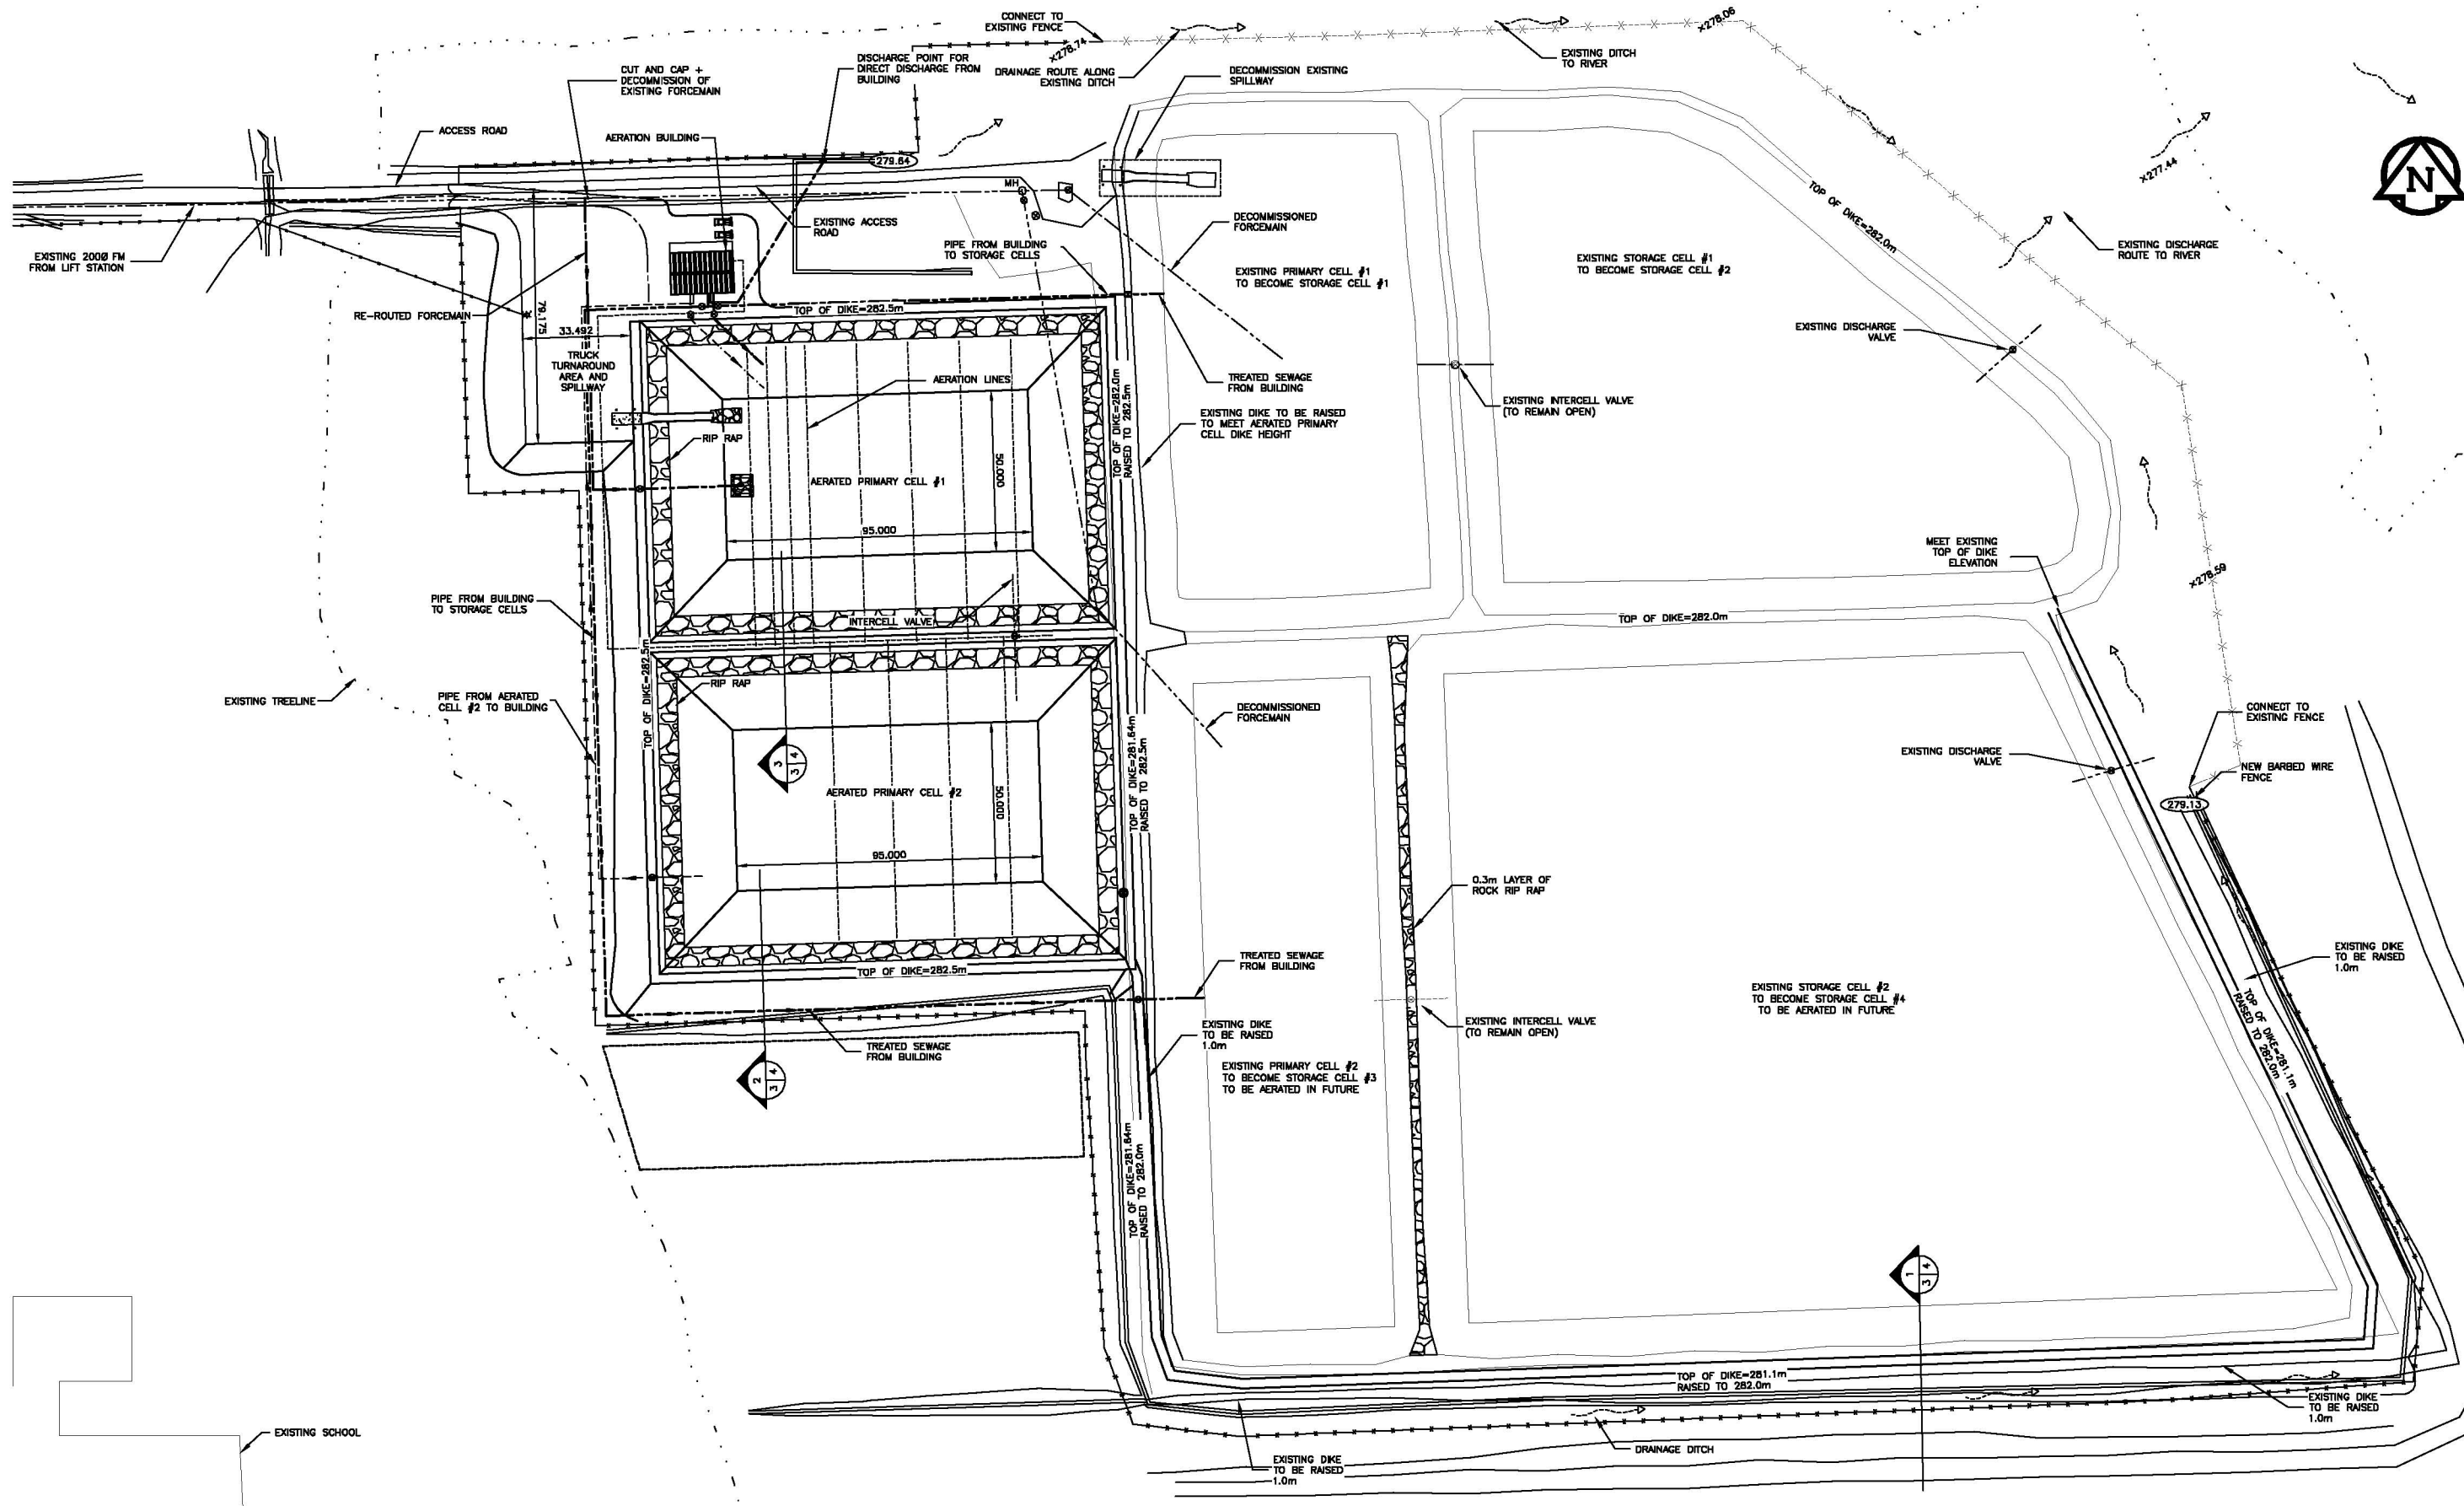 CONNECT TO
EXISTING FENCE
×278.74
×278.06
EXISTING DITCH
TO RIVER
DISCHARGE POINT FOR
DIRECT DISCHARGE FROM
BUILDING
DRAINAGE ROUTE ALONG
EXISTING DITCH
DECOMMISSION EXISTING
SPILLWAY
CUT AND CAP +
DECOMMISSION OF
EXISTING FORCEMAIN
ACCESS ROAD
AERATION BUILDING
279.64
MH
×277.44
N
TOP OF DIKE=282.0m
EXISTING ACCESS
ROAD
DECOMMISSIONED
FORCEMAIN
EXISTING 200Ø FM
FROM LIFT STATION
PIPE FROM BUILDING
TO STORAGE CELLS
EXISTING PRIMARY CELL #1
TO BECOME STORAGE CELL #1
EXISTING STORAGE CELL #1
TO BECOME STORAGE CELL #2
EXISTING DISCHARGE
ROUTE TO RIVER
RE-ROUTED FORCEMAIN
79.175
33.492
TOP OF DIKE=282.5m
EXISTING DISCHARGE
VALVE
TRUCK
TURNAROUND
AREA AND
SPILLWAY
AERATION LINES
TREATED SEWAGE
FROM BUILDING
EXISTING INTERCELL VALVE
(TO REMAIN OPEN)
TOP OF DIKE=282.0m
RAISED TO 282.5m
EXISTING DIKE TO BE RAISED
TO MEET AERATED PRIMARY
CELL DIKE HEIGHT
RIP RAP
AERATED PRIMARY CELL #1
50.000
95.000
MEET EXISTING
TOP OF DIKE
ELEVATION
×278.59
PIPE FROM BUILDING
TO STORAGE CELLS
INTERCELL VALVE
TOP OF DIKE=282.0m
TOP OF DIKE=282.5m
RIP RAP
EXISTING TREELINE
PIPE FROM AERATED
CELL #2 TO BUILDING
DECOMMISSIONED
FORCEMAIN
CONNECT TO
EXISTING FENCE
3
3 4
TOP OF DIKE=281.64m
RAISED TO 282.5m
EXISTING DISCHARGE
VALVE
NEW BARBED WIRE
FENCE
279.13
AERATED PRIMARY CELL #2
50.000
95.000
0.3m LAYER OF
ROCK RIP RAP
TOP OF DIKE=282.5m
TREATED SEWAGE
FROM BUILDING
EXISTING DIKE
TO BE RAISED
1.0m
EXISTING STORAGE CELL #2
TO BECOME STORAGE CELL #4
TO BE AERATED IN FUTURE
TOP OF DIKE=281.1m
RAISED TO 282.0m
EXISTING DIKE
TO BE RAISED
1.0m
EXISTING INTERCELL VALVE
(TO REMAIN OPEN)
TREATED SEWAGE
FROM BUILDING
2
3 4
EXISTING PRIMARY CELL #2
TO BECOME STORAGE CELL #3
TO BE AERATED IN FUTURE
TOP OF DIKE=281.64m
RAISED TO 282.0m
1
3 4
TOP OF DIKE=281.1m
RAISED TO 282.0m
EXISTING DIKE
TO BE RAISED
1.0m
EXISTING SCHOOL
DRAINAGE DITCH
EXISTING DIKE
TO BE RAISED
1.0m